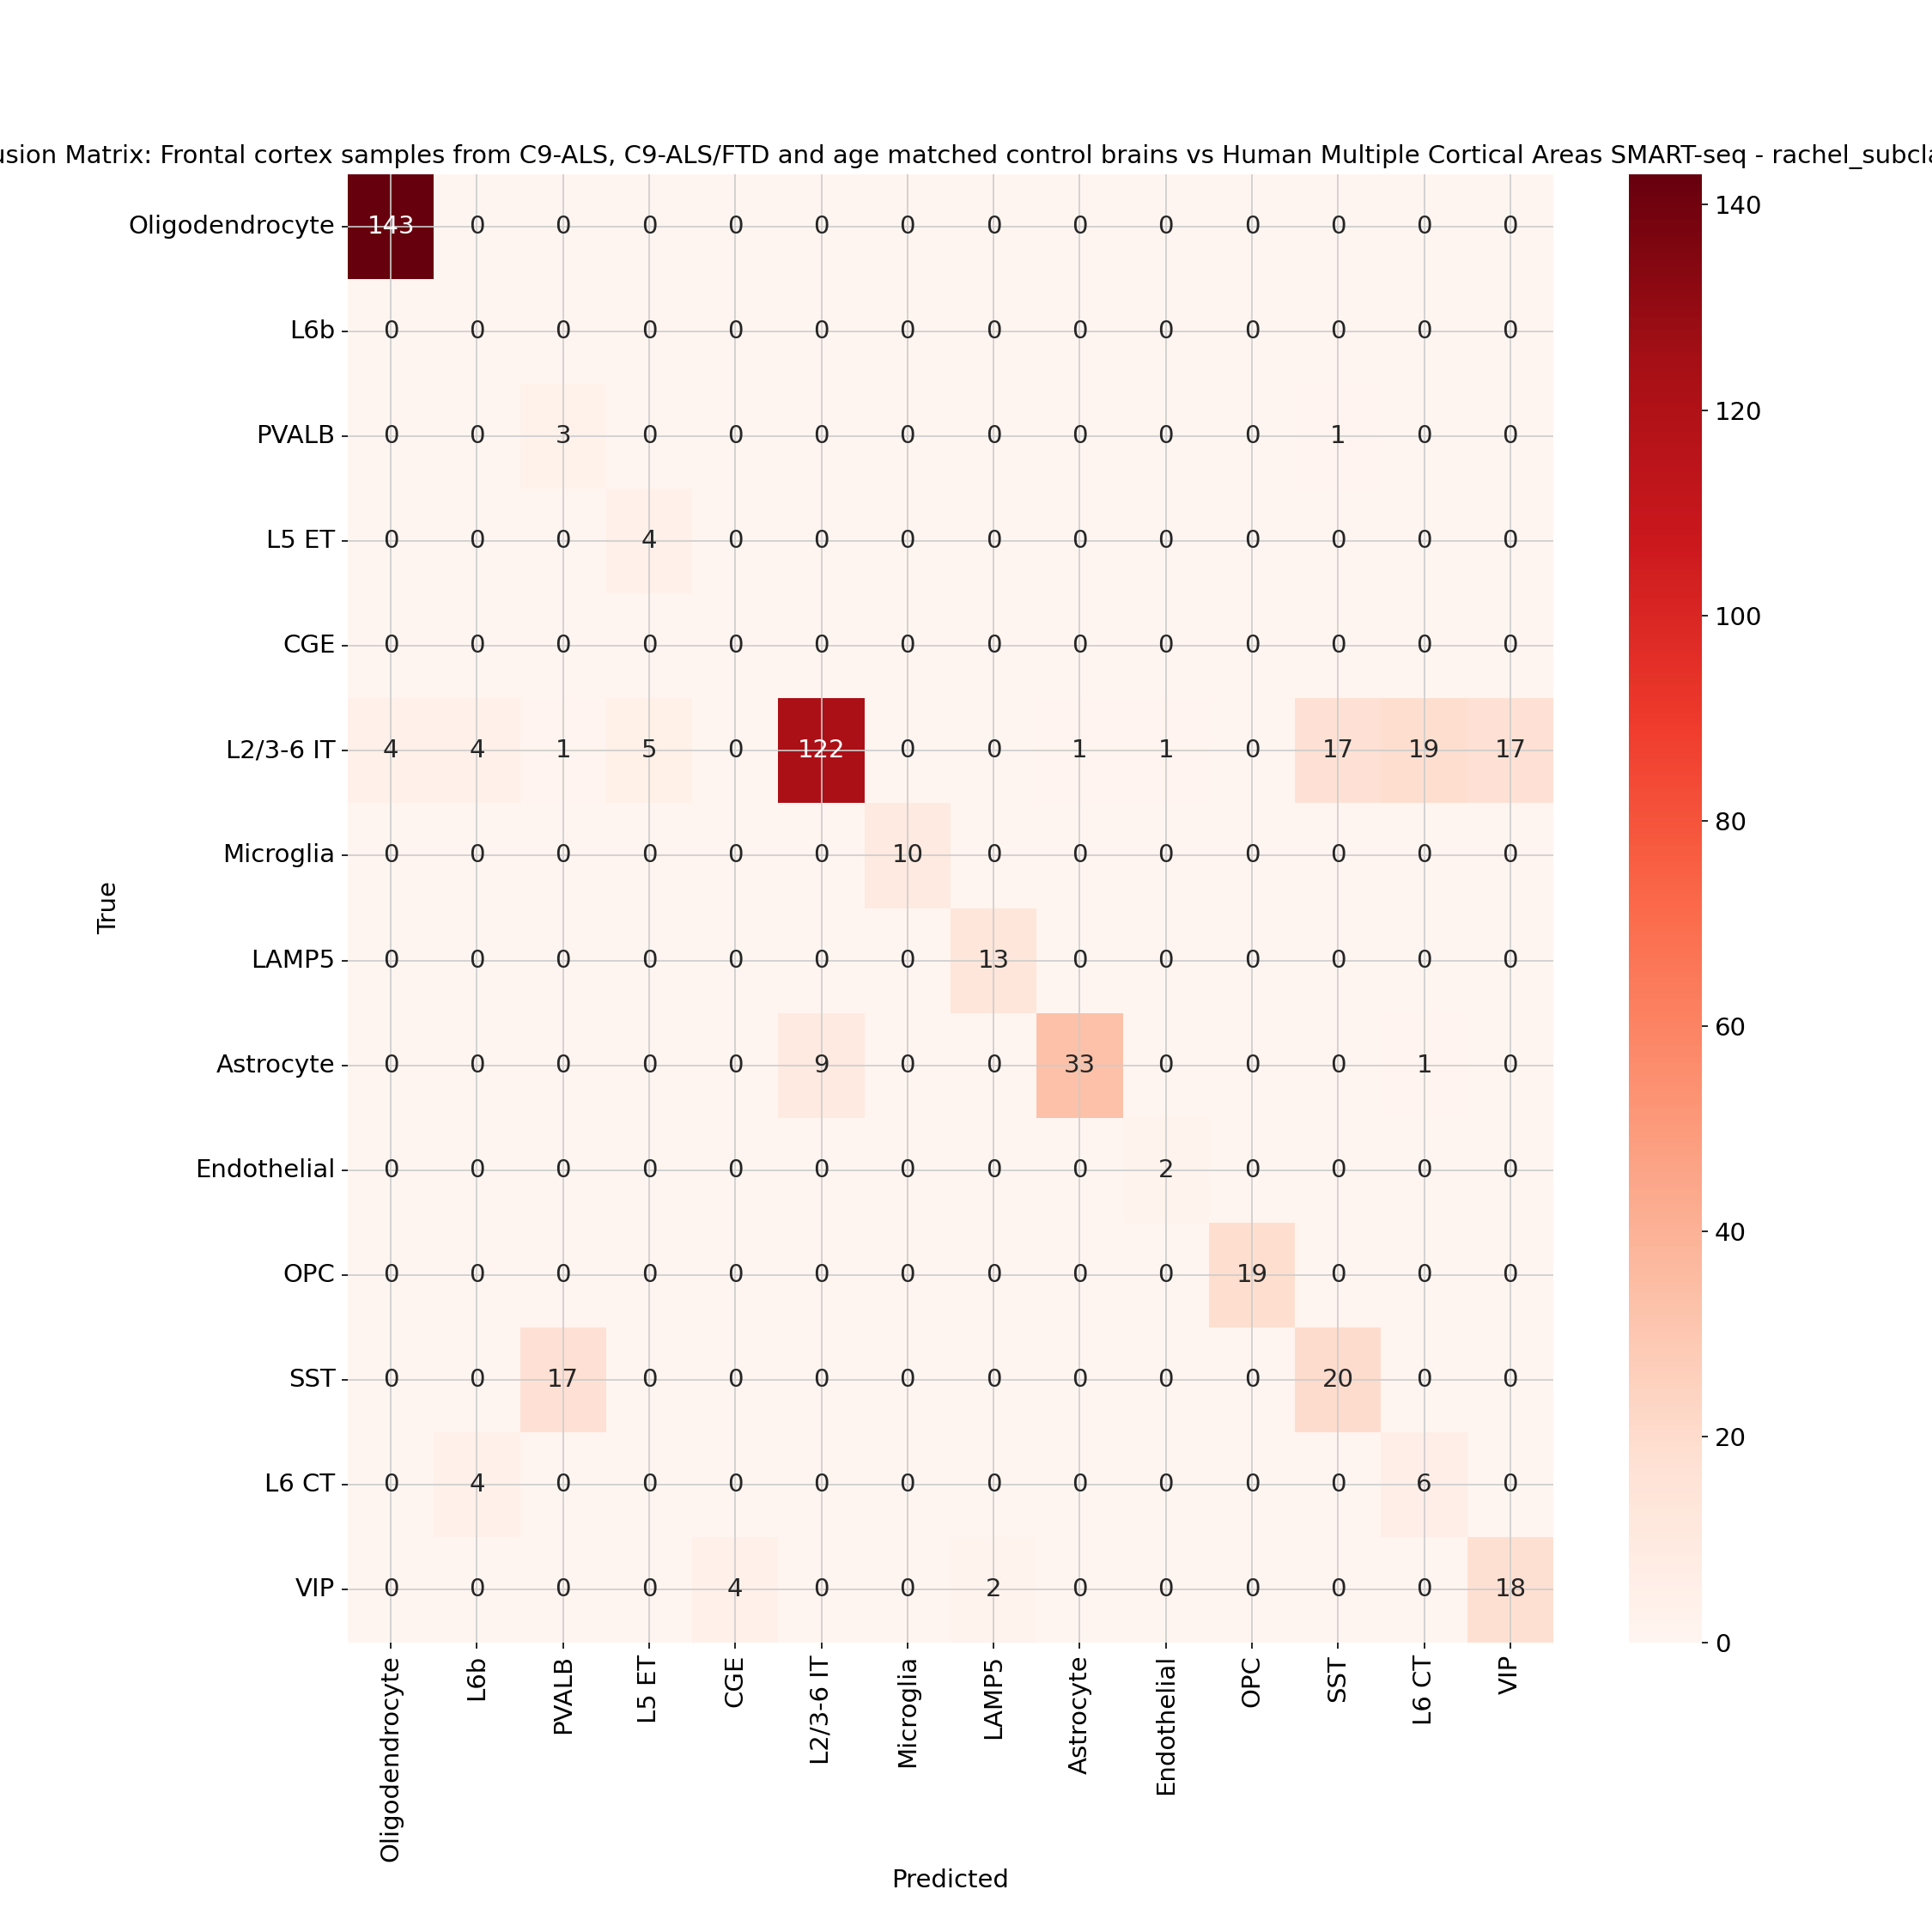 Matrix: Frontal cortex samples from C9-ALS, C9-ALS/FTD and age matched control brains vs Human Multiple Cortical Areas SMART-seq -
Oligodendrocyte 143 0 0 0 0 0 0 0 0 0 0 0 0 0
L6b 0 0 0 0 0 0 0 0 0 0 0 0 0 0
PVALB 0 0 3 0 0 0 0 0 0 0 0 1 0 0
L5 ET 0 0 0 4 0 0 0 0 0 0 0 0 0 0
CGE 0 0 0 0 0 0 0 0 0 0 0 0 0 0
L2/3-6 IT 4 4 1 5 0 122 0 0 1 1 0 17 19 17
Microglia 0 0 0 0 0 0 10 0 0 0 0 0 0 0
LAMP5 0 0 0 0 0 0 0 13 0 0 0 0 0 0
Astrocyte 0 0 0 0 0 9 0 0 33 0 0 0 1 0
Endothelial 0 0 0 0 0 0 0 0 0 2 0 0 0 0
OPC 0 0 0 0 0 0 0 0 0 0 19 0 0 0
SST 0 0 17 0 0 0 0 0 0 0 0 20 0 0
L6 CT 0 4 0 0 0 0 0 0 0 0 0 0 6 0
VIP 0 0 0 0 4 0 0 2 0 0 0 0 0 18
True
Oligodendrocyte L6b PVALB L5 ET CGE L2/3-6 IT Microglia LAMP5 Astrocyte Endothelial OPC SST L6 CT VIP
Predicted
140
120
100
80
60
40
20
0